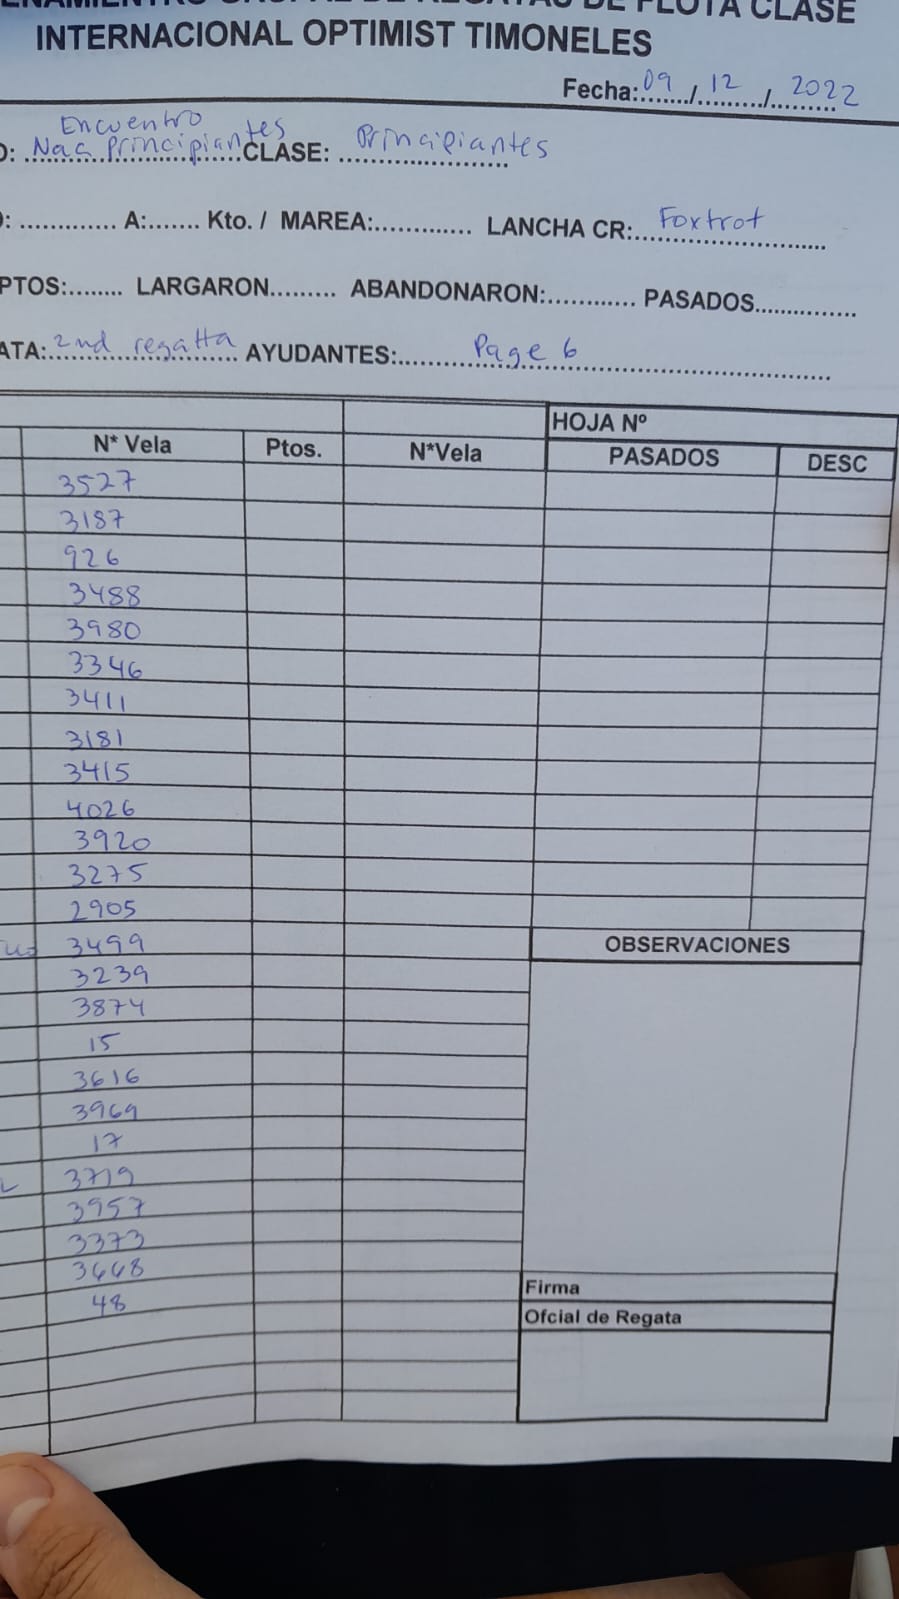 DE FLOTA CLASE
INTERNACIONAL OPTIMIST TIMONELES
Fecha:09/12/2022
Encuentro
Nac Principiantes CLASE: Principiantes
A:....... Kto. / MAREA:............. LANCHA CR: Foxtrot
PTOS:........ LARGARON......... ABANDONARON:............ PASADOS...............
ATA: 2nd regatta AYUDANTES: Page 6
HOJA Nº
N* Vela Ptos. N*Vela PASADOS DESC
3527
3187
926
3488
3980
3346
3411
3181
3415
4026
3920
3275
2905
3499 OBSERVACIONES
3239
3874
15
3616
3969
17
3719
3957
3373
3668
48
Firma
Ofcial de Regata